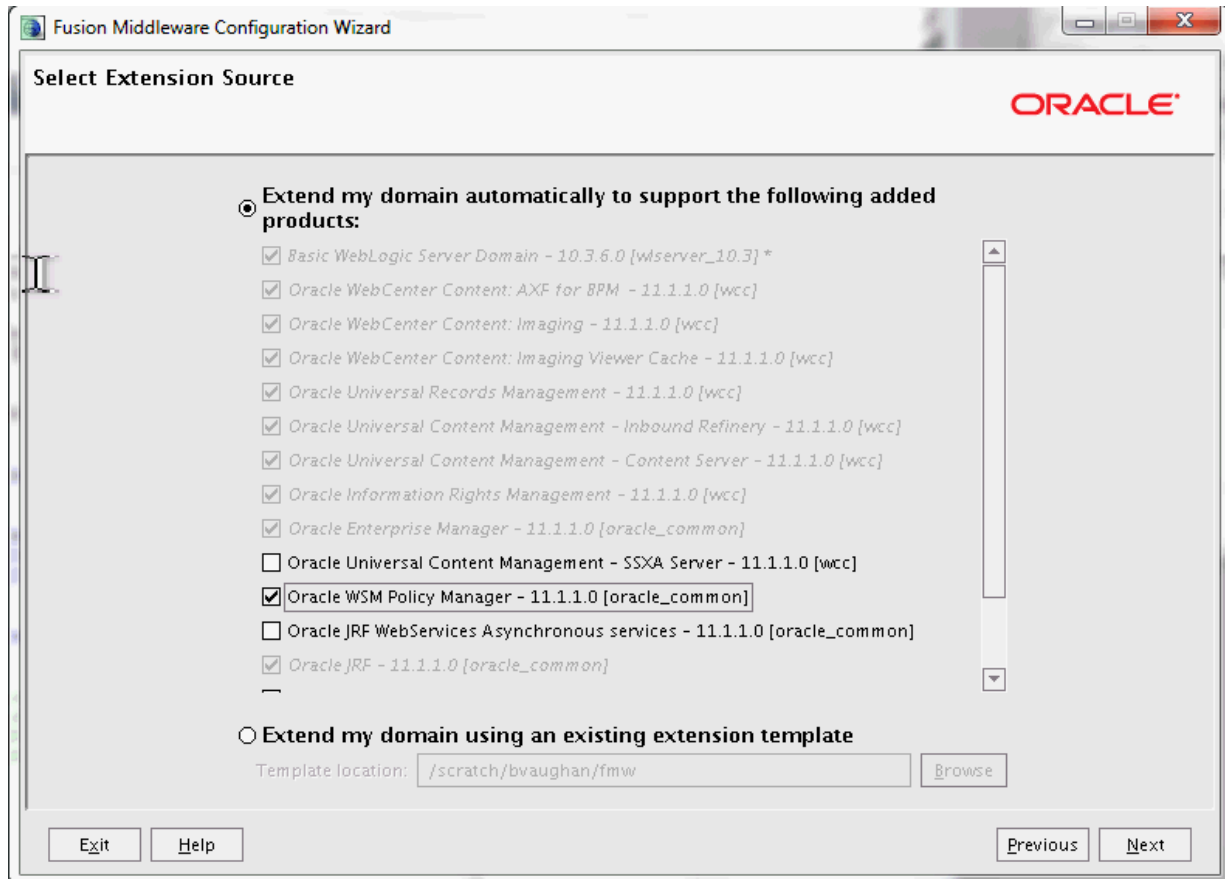 Fusion Middleware Configuration Wizard
Select Extension Source
ORACLE
Extend my domain automatically to support the following added
products:
Basic WebLogic Server Domain - 10.3.6.0 [wlserver_10.3] *
Oracle WebCenter Content: AXF for BPM - 11.1.1.0 [wcc]
Oracle WebCenter Content: Imaging - 11.1.1.0 [wcc]
Oracle WebCenter Content: Imaging Viewer Cache - 11.1.1.0 [wcc]
Oracle Universal Records Management - 11.1.1.0 [wcc]
Oracle Universal Content Management - Inbound Refinery - 11.1.1.0 [wcc]
Oracle Universal Content Management - Content Server - 11.1.1.0 [wcc]
Oracle Information Rights Management - 11.1.1.0 [wcc]
Oracle Enterprise Manager - 11.1.1.0 [oracle_common]
Oracle Universal Content Management - SSXA Server - 11.1.1.0 [wcc]
Oracle WSM Policy Manager - 11.1.1.0 [oracle_common]
Oracle JRF WebServices Asynchronous services - 11.1.1.0 [oracle_common]
Oracle JRF - 11.1.1.0 [oracle_common]
Extend my domain using an existing extension template
Template location: /scratch/bvaughan/fmw Browse
Exit Help Previous Next